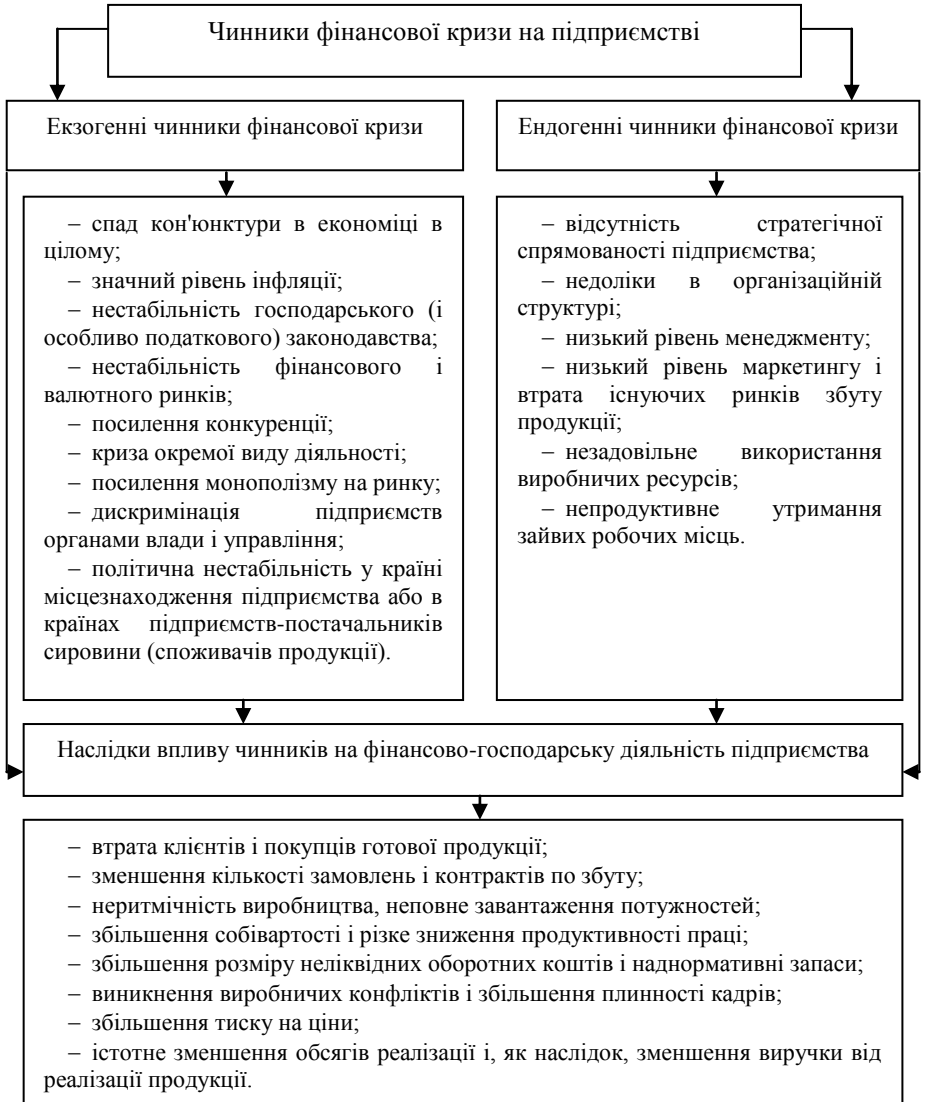 Чинники фінансової кризи на підприємстві
Екзогенні чинники фінансової кризи
Ендогенні чинники фінансової кризи
– спад кон'юнктури в економіці в
цілому;
– значний рівень інфляції;
– нестабільність господарського (і
особливо податкового) законодавства;
– нестабільність фінансового і
валютного ринків;
– посилення конкуренції;
– криза окремої виду діяльності;
– посилення монополізму на ринку;
– дискримінація підприємств
органами влади і управління;
– політична нестабільність у країні
місцезнаходження підприємства або в
країнах підприємств-постачальників
сировини (споживачів продукції).
– відсутність стратегічної
спрямованості підприємства;
– недоліки в організаційній
структурі;
– низький рівень менеджменту;
– низький рівень маркетингу і
втрата існуючих ринків збуту
продукції;
– незадовільне використання
виробничих ресурсів;
– непродуктивне утримання
зайвих робочих місць.
Наслідки впливу чинників на фінансово-господарську діяльність підприємства
– втрата клієнтів і покупців готової продукції;
– зменшення кількості замовлень і контрактів по збуту;
– неритмічність виробництва, неповне завантаження потужностей;
– збільшення собівартості і різке зниження продуктивності праці;
– збільшення розміру неліквідних оборотних коштів і наднормативні запаси;
– виникнення виробничих конфліктів і збільшення плинності кадрів;
– збільшення тиску на ціни;
– істотне зменшення обсягів реалізації і, як наслідок, зменшення виручки від
реалізації продукції.